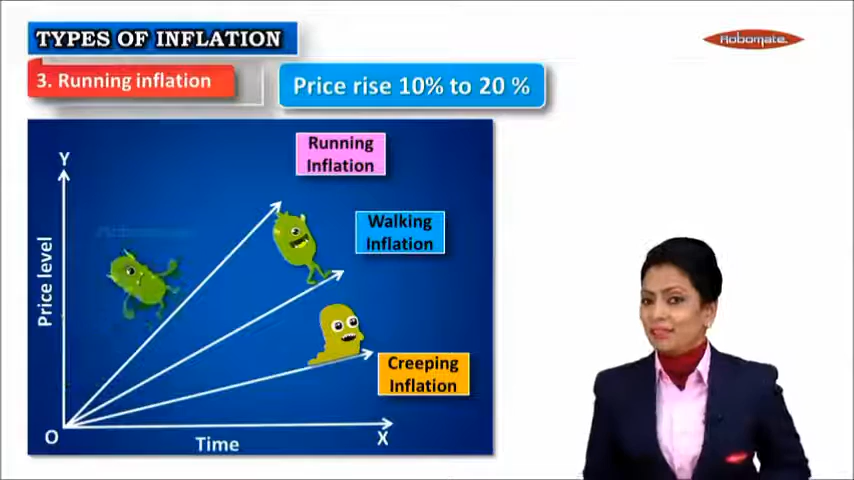 TYPES OF INFLATION
Robomate
3. Running inflation
Price rise 10% to 20 %
Running
Inflation
Walking
Inflation
Creeping
Inflation
Y
Price level
O
Time
X